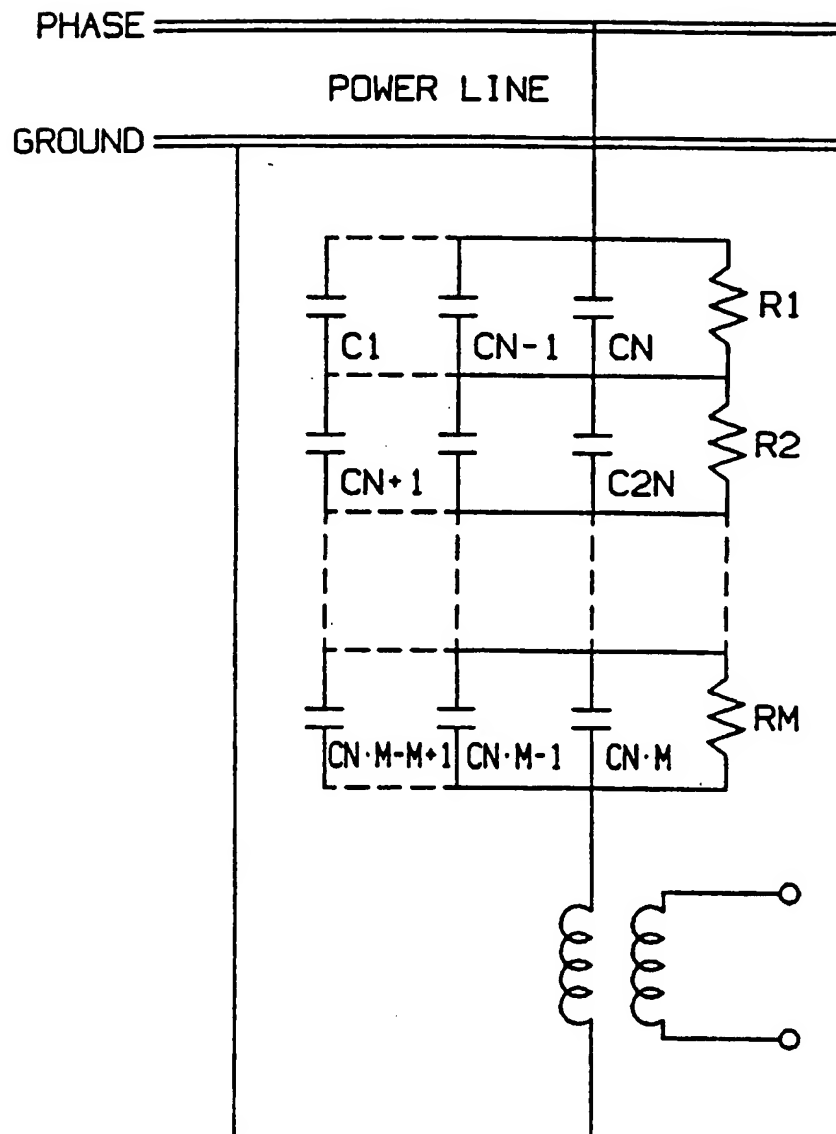 PHASE
POWER LINE
GROUND
R1
C1 CN-1 CN
R2
CN+1 C2N
RM
CN·M-M+1 CN·M-1 CN·M